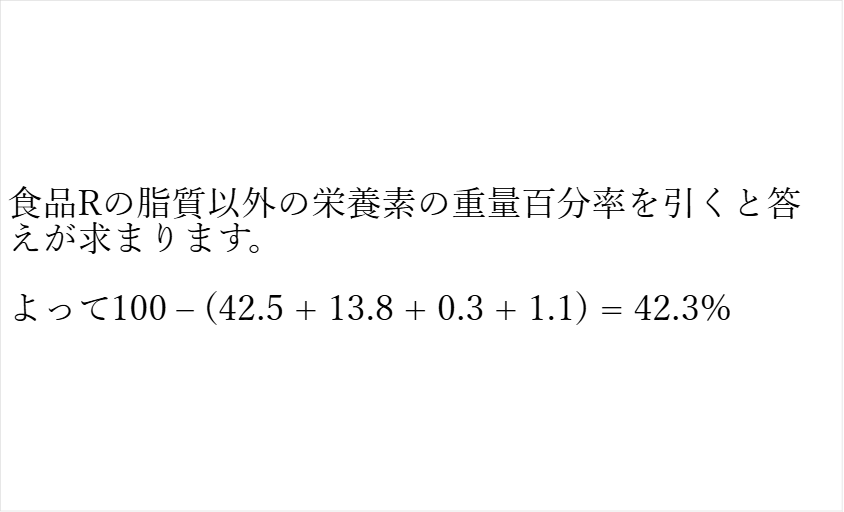 食品Rの脂質以外の栄養素の重量百分率を引くと答
えが求まります。
よって100 – (42.5 + 13.8 + 0.3 + 1.1) = 42.3%